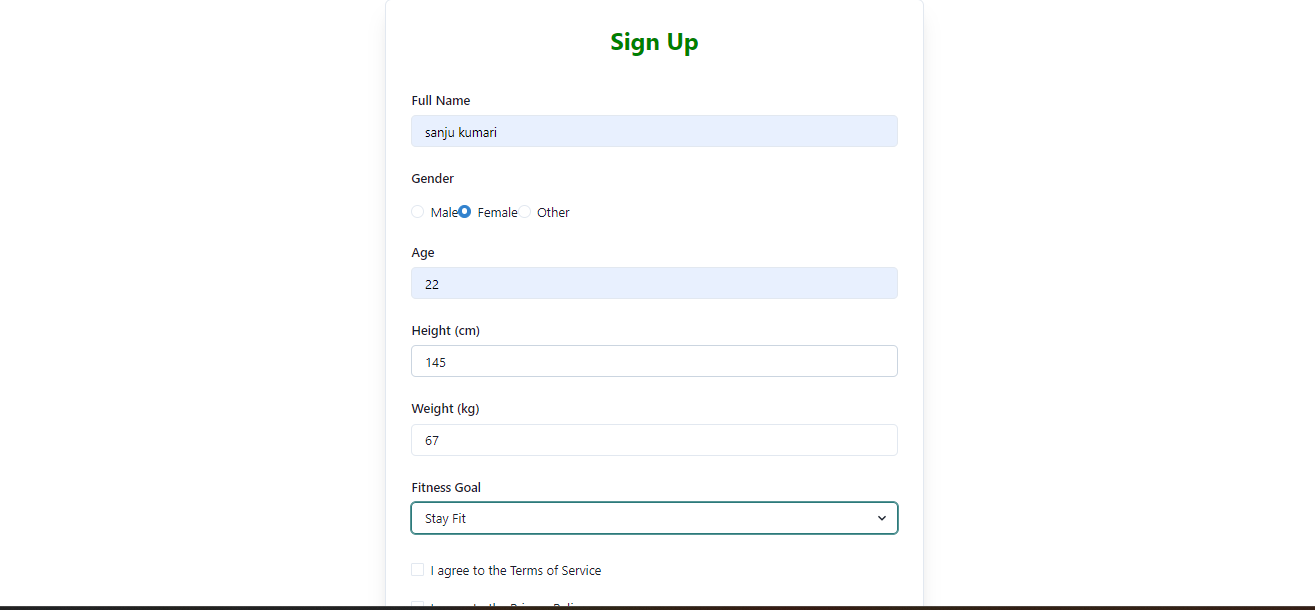 Sign Up
Full Name
sanju kumari
Gender
Male Female Other
Age
22
Height (cm)
145
Weight (kg)
67
Fitness Goal
Stay Fit
I agree to the Terms of Service